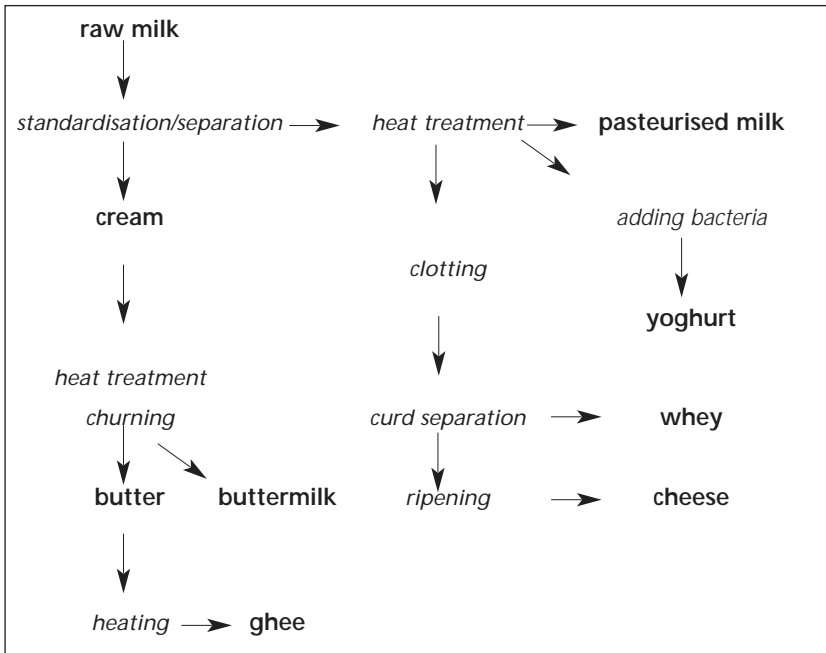 raw milk
standardisation/separation heat treatment pasteurised milk
cream adding bacteria
clotting
yoghurt
heat treatment
churning curd separation whey
butter buttermilk ripening cheese
heating ghee